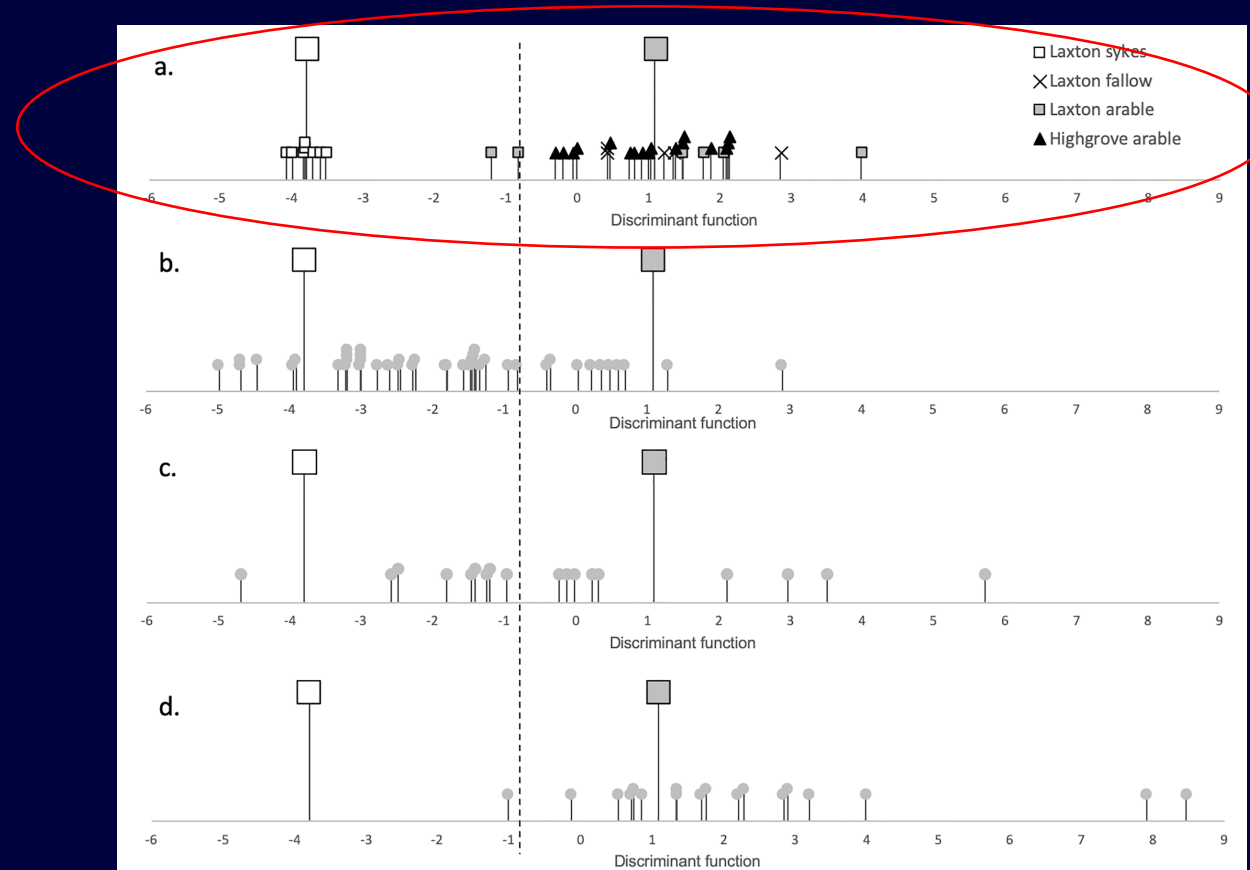 a.
Laxton sykes
Laxton fallow
Laxton arable
Highgrove arable
-6 -5 -4 -3 -2 -1 0 1 2 3 4 5 6 7 8 9
Discriminant function
b.
-6 -5 -4 -3 -2 -1 0 1 2 3 4 5 6 7 8 9
Discriminant function
c.
-6 -5 -4 -3 -2 -1 0 1 2 3 4 5 6 7 8 9
Discriminant function
d.
-6 -5 -4 -3 -2 -1 0 1 2 3 4 5 6 7 8 9
Discriminant function